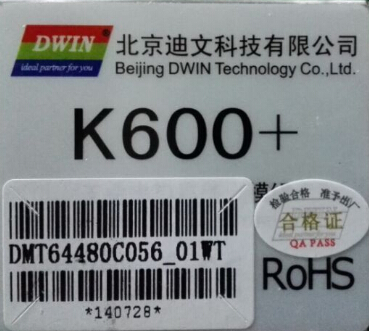 DWIN
ideal partner for you
北京迪文科技有限公司
Beijing DWIN Technology Co.,Ltd.
K600+
检验合格 准予出厂
合格证
QA PASS
DMT64480C056_01WT
*140728*
RoHS